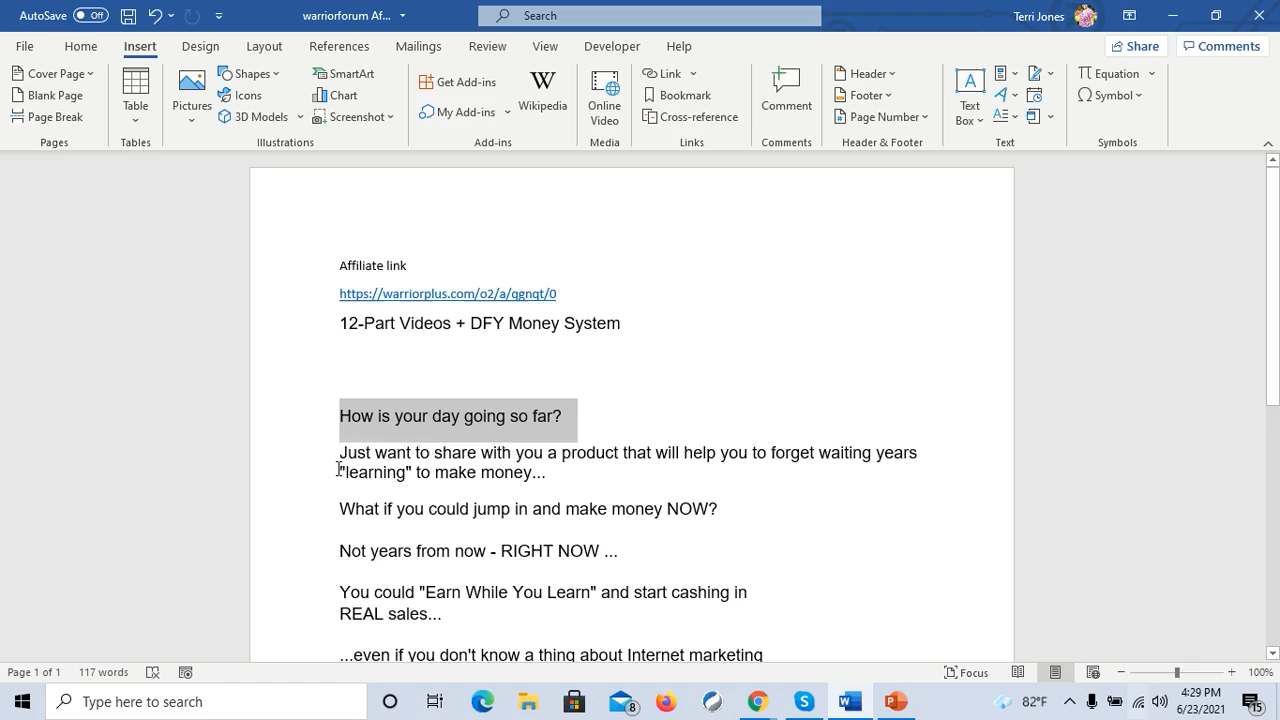 AutoSave Off
warriorforum Af...
Search
Terri Jones
File Home Insert Design Layout References Mailings Review View Developer Help
Share Comments
Cover Page
Blank Page
Page Break
Pages
Table
Tables
Pictures
Shapes
Icons
3D Models
SmartArt
Chart
Screenshot
Illustrations
Get Add-ins
My Add-ins
W
Wikipedia
Add-ins
Online
Video
Media
Link
Bookmark
Cross-reference
Links
Comment
Comments
Header
Footer
Page Number
Header & Footer
Text
Box
Text
Equation
Symbol
Symbols
Affiliate link
https://warriorplus.com/o2/a/qgnqt/0
12-Part Videos + DFY Money System
How is your day going so far?
Just want to share with you a product that will help you to forget waiting years
"learning" to make money...
What if you could jump in and make money NOW?
Not years from now - RIGHT NOW ...
You could "Earn While You Learn" and start cashing in
REAL sales...
...even if you don't know a thing about Internet marketing
Page 1 of 1 117 words
Focus
100%
Type here to search
8
82°F
4:29 PM
6/23/2021
15